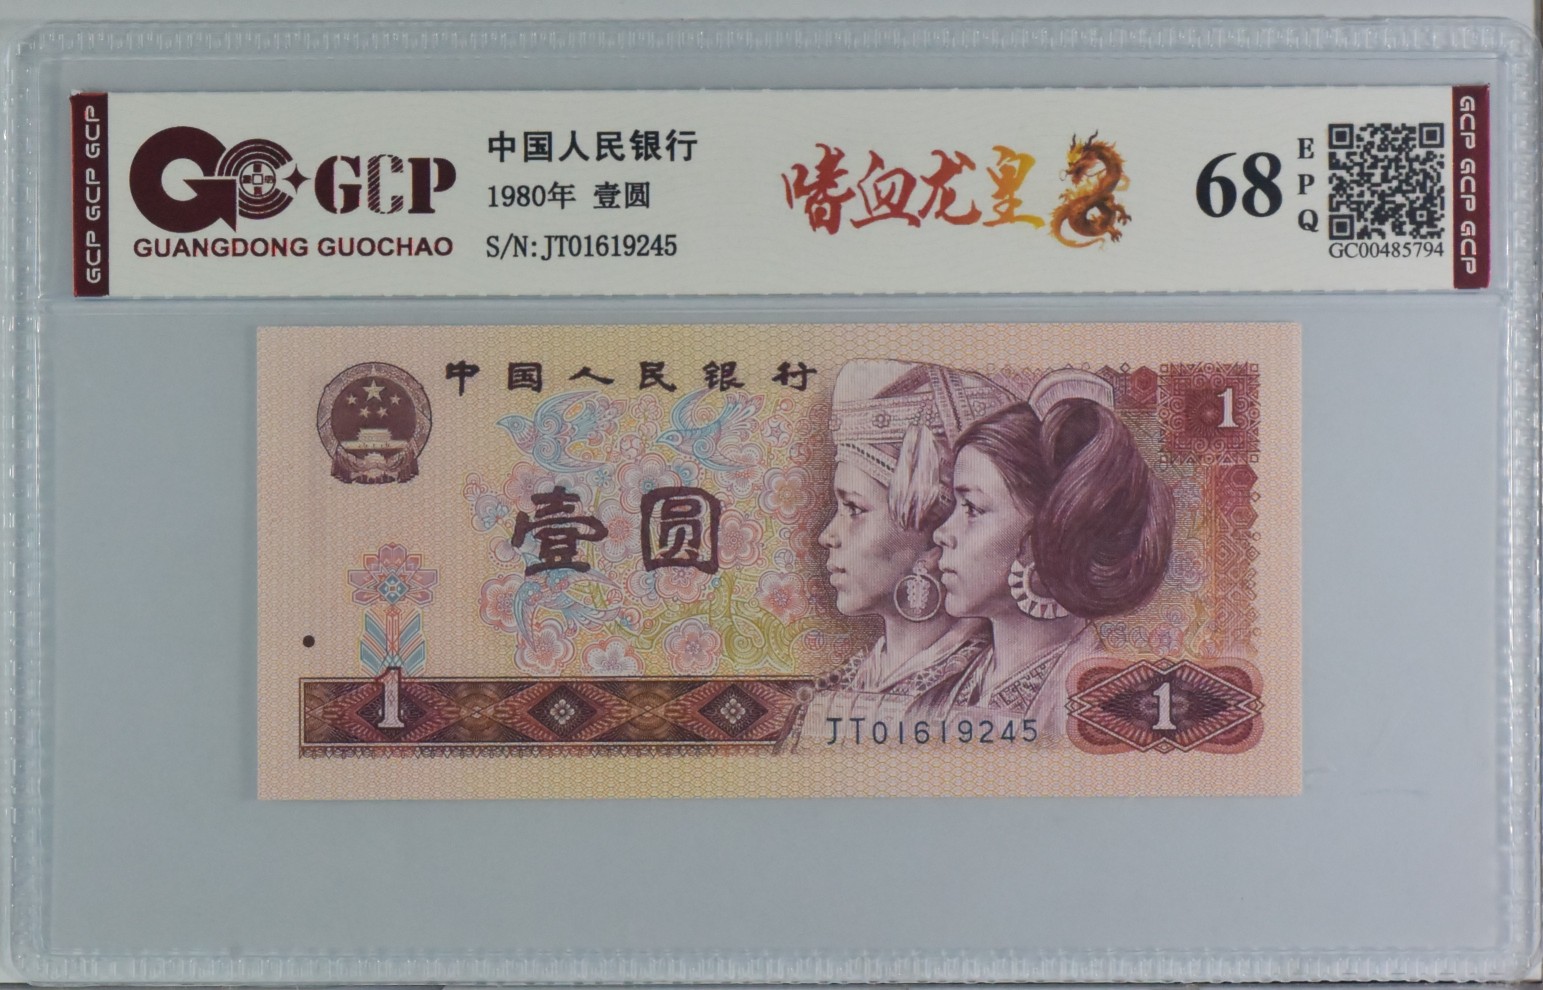 GCP GCP GCP
GCP
GUANGDONG GUOCHAO
中国人民银行
1980年 壹圆
S/N:JT01619245
嗜血龙皇
68
EPQ
GC00485794
GCP GCP GCP
中国人民银行
1
壹圆
1
JT01619245
1